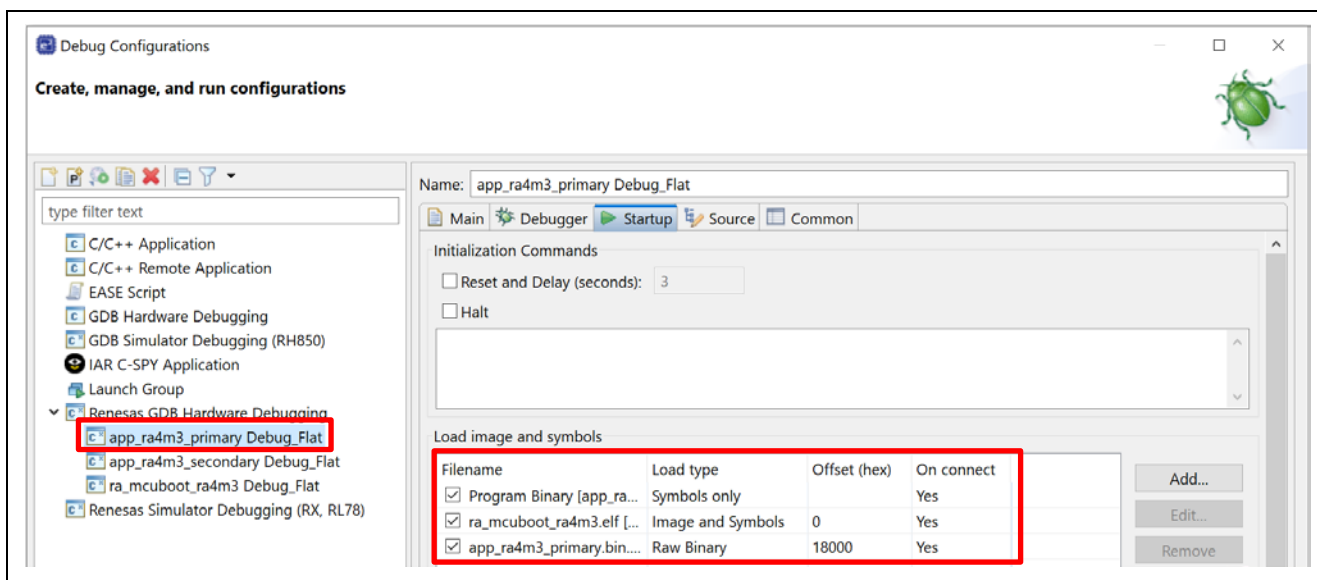 Debug Configurations
Create, manage, and run configurations
type filter text
C/C++ Application
C/C++ Remote Application
EASE Script
GDB Hardware Debugging
GDB Simulator Debugging (RH850)
IAR C-SPY Application
Launch Group
Renesas GDB Hardware Debugging
app_ra4m3_primary Debug_Flat
app_ra4m3_secondary Debug_Flat
ra_mcuboot_ra4m3 Debug_Flat
Renesas Simulator Debugging (RX, RL78)
Name: app_ra4m3_primary Debug_Flat
Main Debugger Startup Source Common
Initialization Commands
Reset and Delay (seconds): 3
Halt
Load image and symbols
Filename Load type Offset (hex) On connect
Program Binary [app_ra... Symbols only Yes
ra_mcuboot_ra4m3.elf [... Image and Symbols 0 Yes
app_ra4m3_primary.bin.... Raw Binary 18000 Yes
Add...
Edit...
Remove